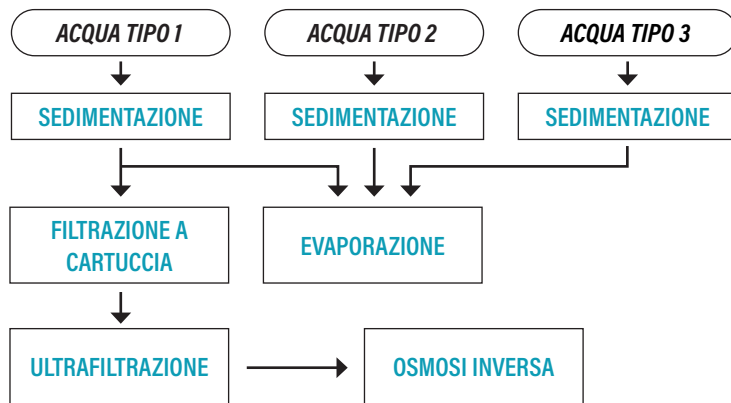 ACQUA TIPO 1
ACQUA TIPO 2
ACQUA TIPO 3
SEDIMENTAZIONE
SEDIMENTAZIONE
SEDIMENTAZIONE
FILTRAZIONE A
CARTUCCIA
EVAPORAZIONE
ULTRAFILTRAZIONE
OSMOSI INVERSA